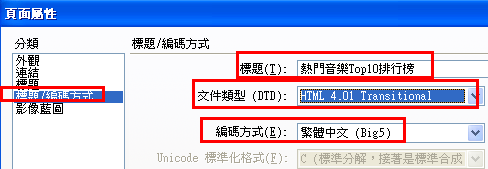 頁面屬性
分類
標題/編碼方式
外觀
連結
標題
標題/編碼方式
影像藍圖
標題(T): 熱門音樂Top10排行榜
文件類型 (DTD): HTML 4.01 Transitional
編碼方式(E): 繁體中文 (Big5)
Unicode 標準化格式(F): C (標準分解，接著是標準合成